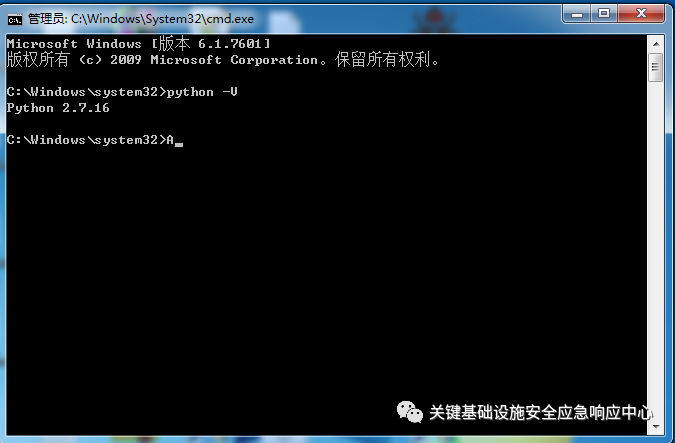 管理员: C:\Windows\System32\cmd.exe
Microsoft Windows [版本 6.1.7601]
版权所有 (c) 2009 Microsoft Corporation。保留所有权利。
C:\Windows\system32>python -V
Python 2.7.16
C:\Windows\system32>A
关键基础设施安全应急响应中心